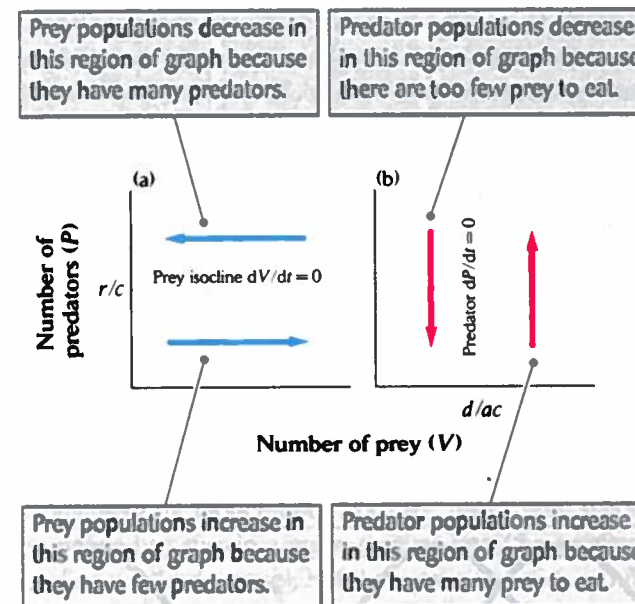 Prey populations decrease in
this region of graph because
they have many predators.
Predator populations decrease
in this region of graph because
there are too few prey to eat.
(a)
(b)
Number of
predators (P)
r/c
Prey isocline dV/dt = 0
Predator dP/dt = 0
d/ac
Number of prey (V)
Prey populations increase in
this region of graph because
they have few predators.
Predator populations increase
in this region of graph because
they have many prey to eat.